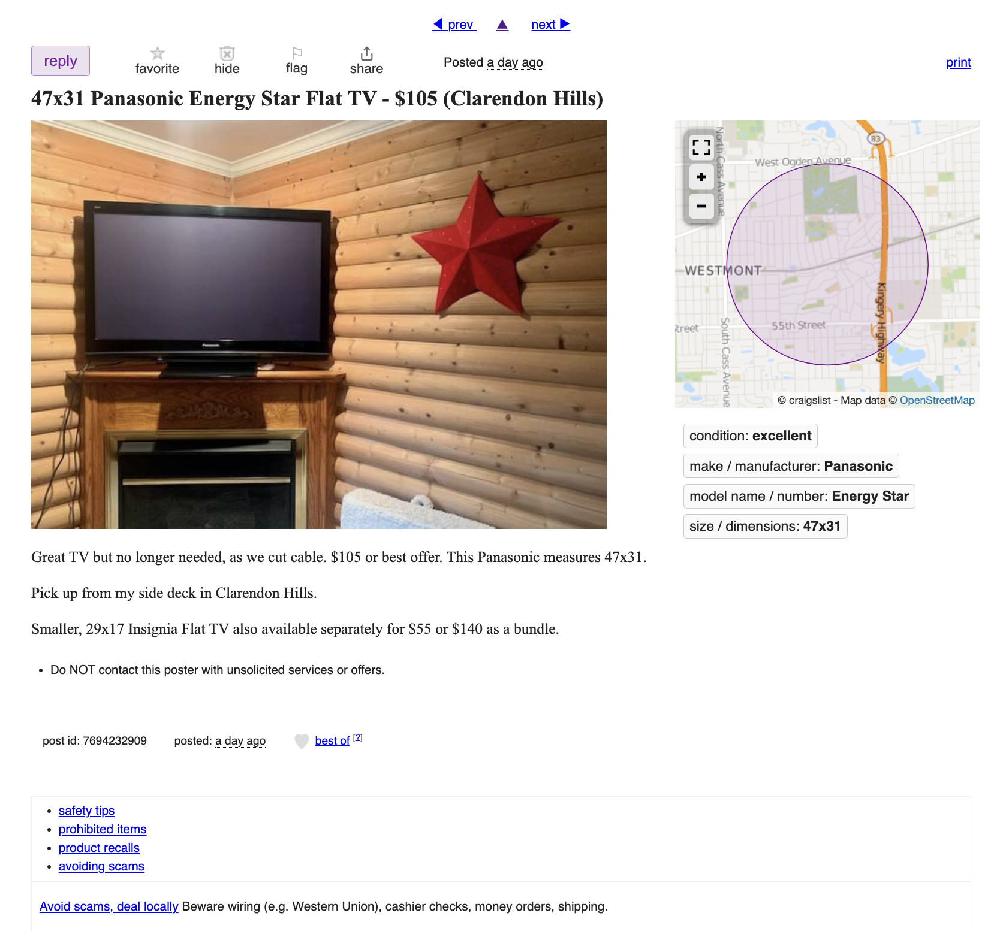 ◀ prev ▲ next ▶
reply favorite hide flag share Posted a day ago print
47x31 Panasonic Energy Star Flat TV - $105 (Clarendon Hills)
Panasonic
83
North Cass Avenue
West Ogden Avenue
+
-
WESTMONT
Kingery Highway
55th Street
Street
South Cass Avenue
© craigslist - Map data © OpenStreetMap
condition: excellent
make / manufacturer: Panasonic
model name / number: Energy Star
size / dimensions: 47x31
Great TV but no longer needed, as we cut cable. $105 or best offer. This Panasonic measures 47x31.
Pick up from my side deck in Clarendon Hills.
Smaller, 29x17 Insignia Flat TV also available separately for $55 or $140 as a bundle.
• Do NOT contact this poster with unsolicited services or offers.
post id: 7694232909 posted: a day ago best of [?]
• safety tips
• prohibited items
• product recalls
• avoiding scams
Avoid scams, deal locally Beware wiring (e.g. Western Union), cashier checks, money orders, shipping.